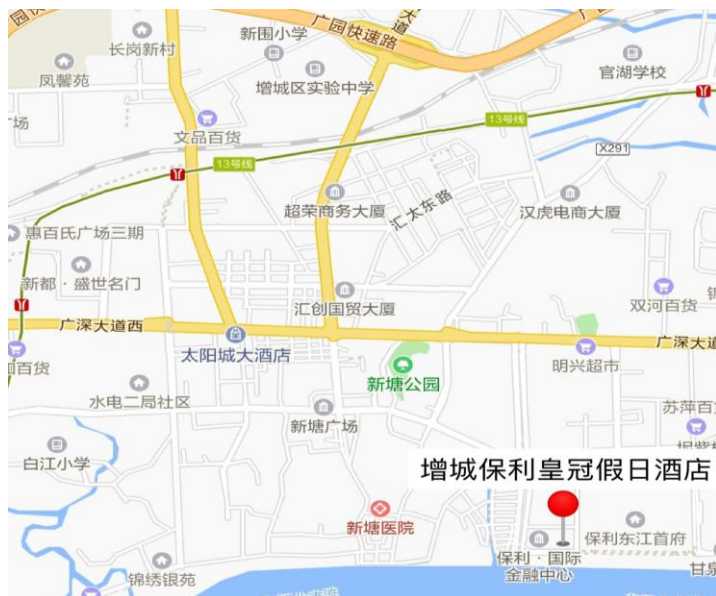 广园快速路
大道
新围小学
长岗新村
官湖学校
凤馨苑
增城区实验中学
文品百货
13号线
13号线
X291
超荣商务大厦
汇太东路
汉虎电商大厦
惠百氏广场三期
新都·盛世名门
汇创国贸大厦
双河百货
广深大道西
广深大道
太阳城大酒店
明兴超市
新塘公园
水电二局社区
新塘广场
苏萍百
白江小学
增城保利皇冠假日酒店
新塘医院
保利东江首府
保利·国际
金融中心
锦绣银苑
甘泉